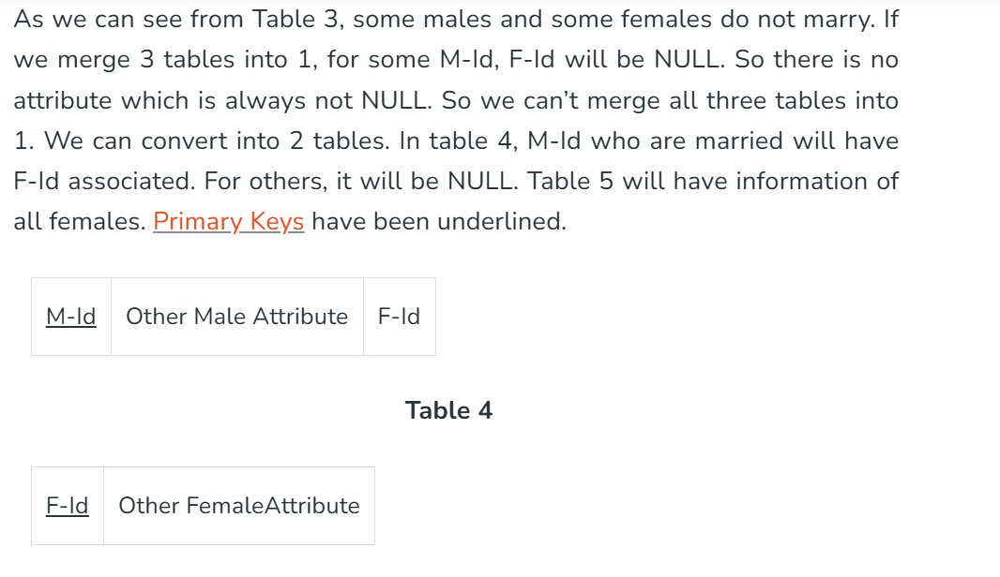 As we can see from Table 3, some males and some females do not marry. If
we merge 3 tables into 1, for some M-Id, F-Id will be NULL. So there is no
attribute which is always not NULL. So we can’t merge all three tables into
1. We can convert into 2 tables. In table 4, M-Id who are married will have
F-Id associated. For others, it will be NULL. Table 5 will have information of
all females. Primary Keys have been underlined.
M-Id Other Male Attribute F-Id
Table 4
F-Id Other FemaleAttribute